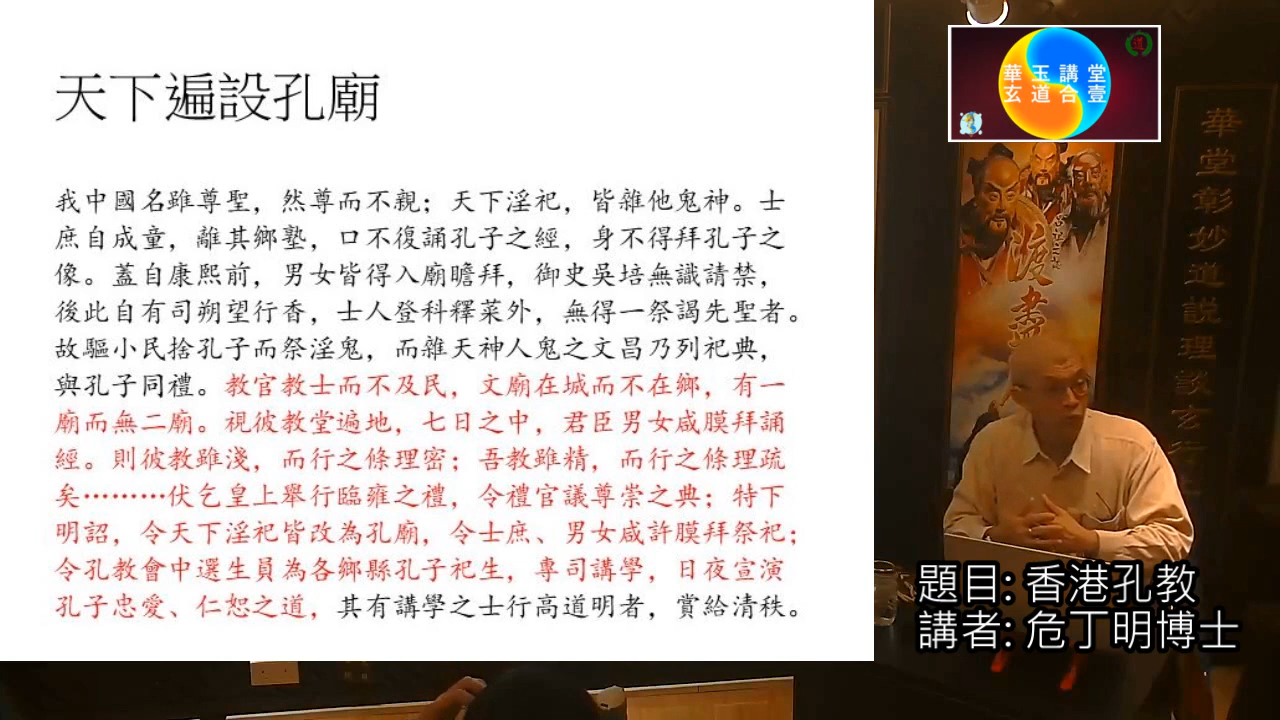 天下遍設孔廟
我中國名雖尊聖，然尊而不親；天下淫祀，皆雜他鬼神。士
庶自成童，離其鄉塾，口不復誦孔子之經，身不得拜孔子之
像。蓋自康熙前，男女皆得入廟瞻拜，御史吳培無識請禁，
後此自有司朔望行香，士人登科釋菜外，無得一祭謁先聖者。
故驅小民捨孔子而祭淫鬼，而雜天神人鬼之文昌乃列祀典，
與孔子同禮。教官教士而不及民，文廟在城而不在鄉，有一
廟而無二廟。視彼教堂遍地，七日之中，君臣男女咸膜拜誦
經。則彼教雖淺，而行之條理密；吾教雖精，而行之條理疏
矣………伏乞皇上舉行臨雍之禮，令禮官議尊崇之典；特下
明詔，令天下淫祀皆改為孔廟，令士庶、男女咸許膜拜祭祀；
令孔教會中選生員為各鄉縣孔子祀生，專司講學，日夜宣演
孔子忠愛、仁恕之道，其有講學之士行高道明者，賞給清秩。
華玉講堂
玄道合壹
道
渡盡
華堂彰妙道説理談玄行
題目: 香港孔教
講者: 危丁明博士